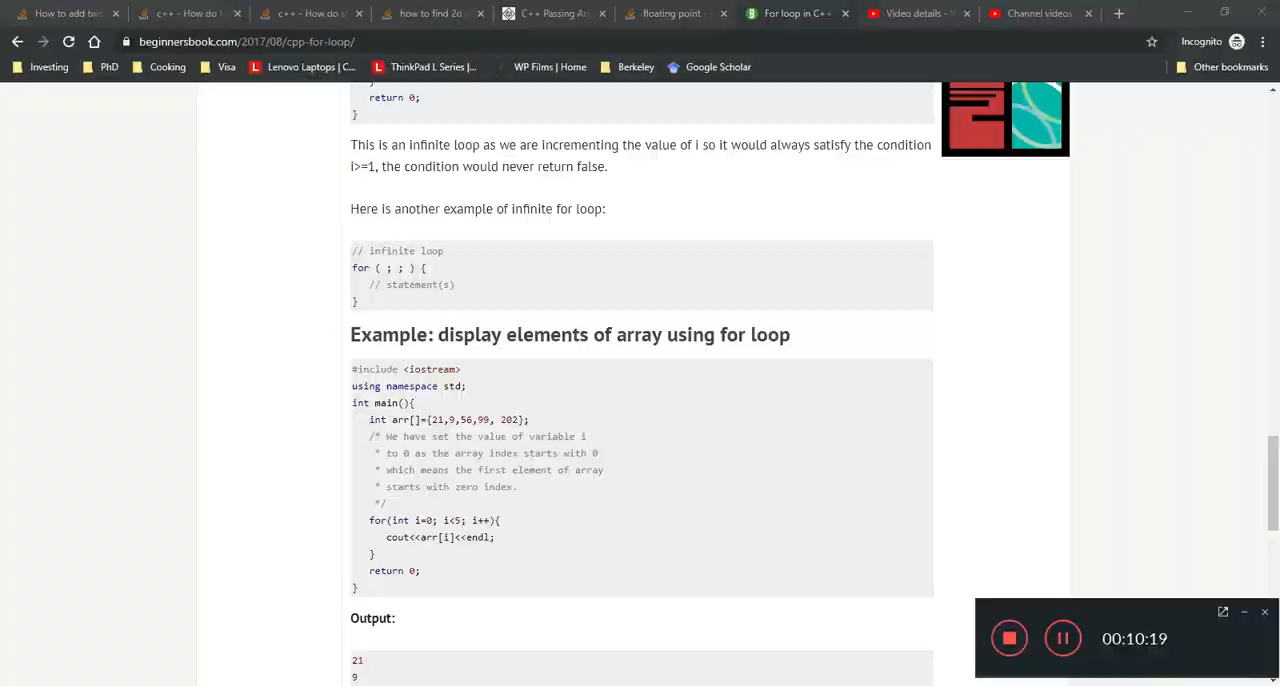 How to add two
c++ - How do
c++ - How do s
how to find 2d
C++ Passing Arr
floating point -
For loop in C++
Video details -
Channel videos
beginnersbook.com/2017/08/cpp-for-loop/
Incognito
Investing
PhD
Cooking
Visa
Lenovo Laptops | C...
ThinkPad L Series |...
WP Films | Home
Berkeley
Google Scholar
Other bookmarks
return 0;
}
This is an infinite loop as we are incrementing the value of i so it would always satisfy the condition
i>=1, the condition would never return false.
Here is another example of infinite for loop:
// infinite loop
for ( ; ; ) {
// statement(s)
}
Example: display elements of array using for loop
#include <iostream>
using namespace std;
int main(){
int arr[]={21,9,56,99, 202};
/* We have set the value of variable i
* to 0 as the array index starts with 0
* which means the first element of array
* starts with zero index.
*/
for(int i=0; i<5; i++){
cout<<arr[i]<<endl;
}
return 0;
}
Output:
21
9
00:10:19